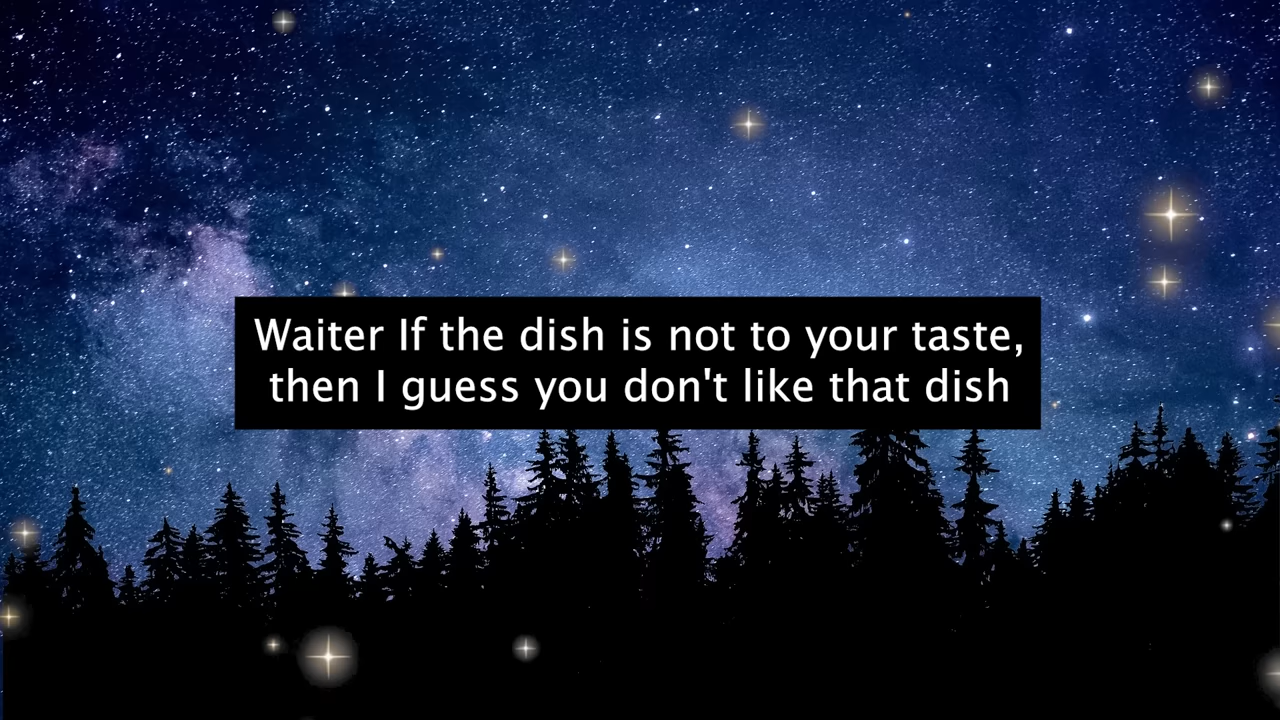 Waiter If the dish is not to your taste,
then I guess you don't like that dish